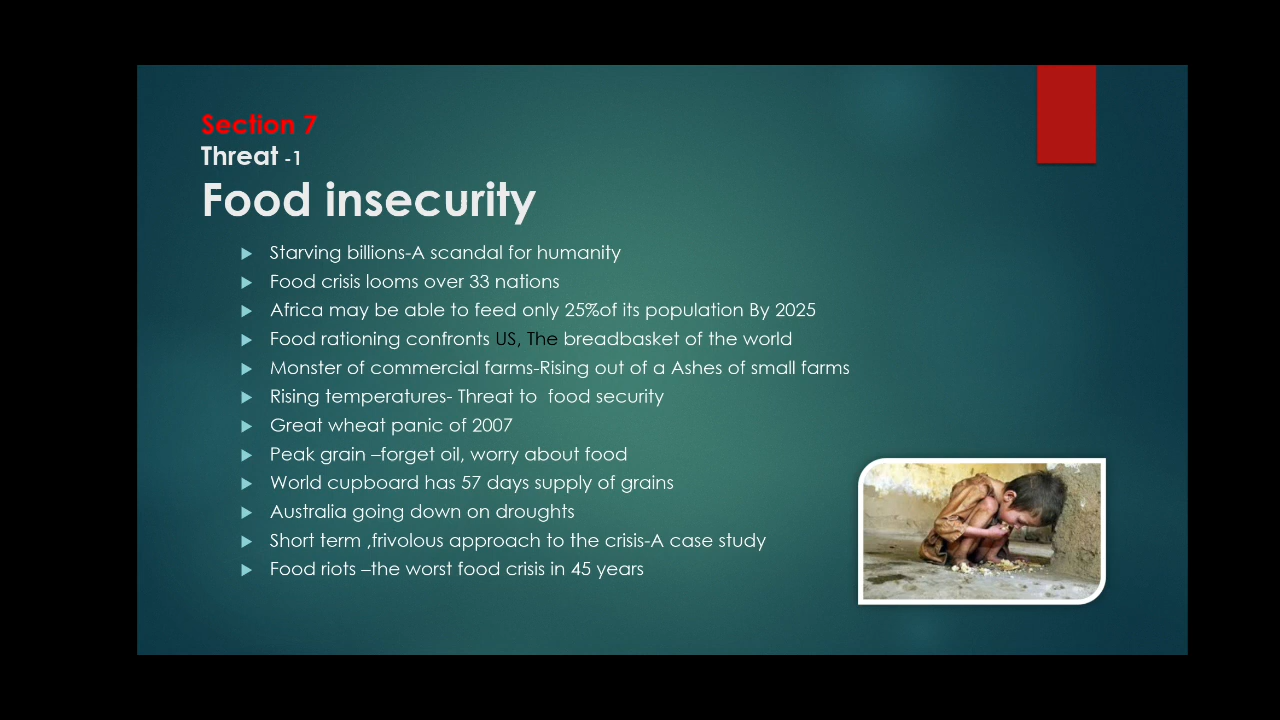 Section 7
Threat -1
Food insecurity
Starving billions-A scandal for humanity
Food crisis looms over 33 nations
Africa may be able to feed only 25%of its population By 2025
Food rationing confronts US, The breadbasket of the world
Monster of commercial farms-Rising out of a Ashes of small farms
Rising temperatures- Threat to  food security
Great wheat panic of 2007
Peak grain –forget oil, worry about food
World cupboard has 57 days supply of grains
Australia going down on droughts
Short term ,frivolous approach to the crisis-A case study
Food riots –the worst food crisis in 45 years